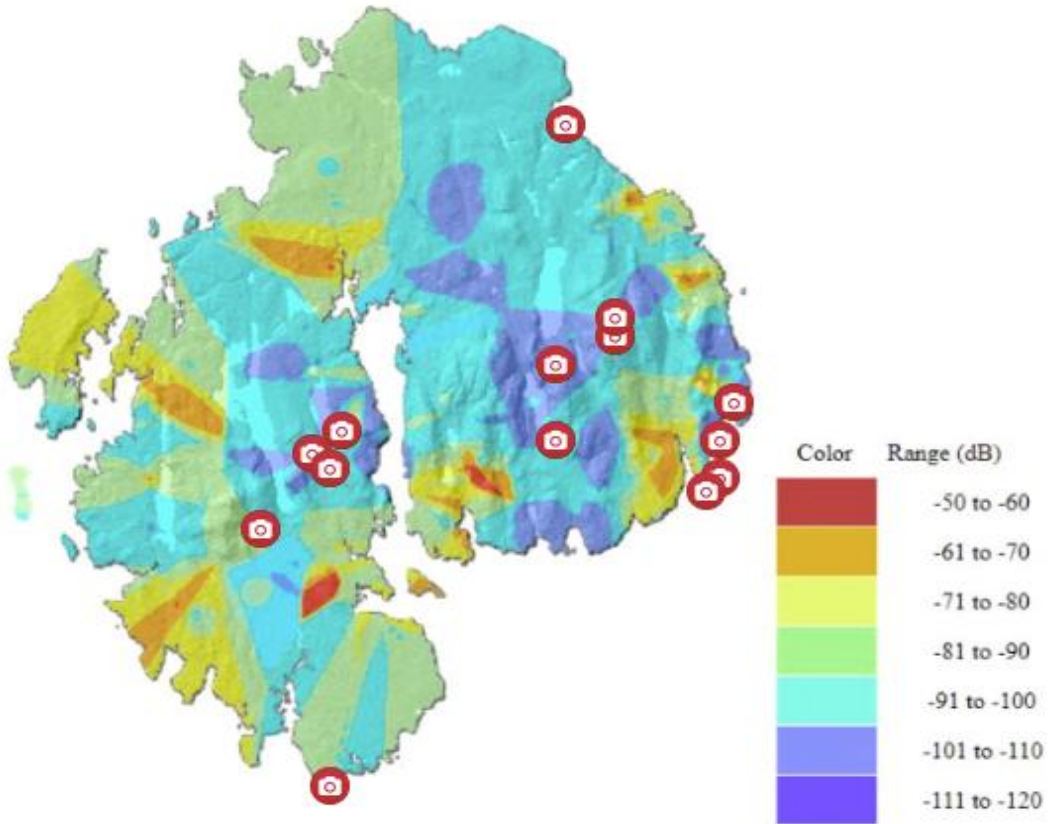 Color Range (dB)
-50 to -60
-61 to -70
-71 to -80
-81 to -90
-91 to -100
-101 to -110
-111 to -120